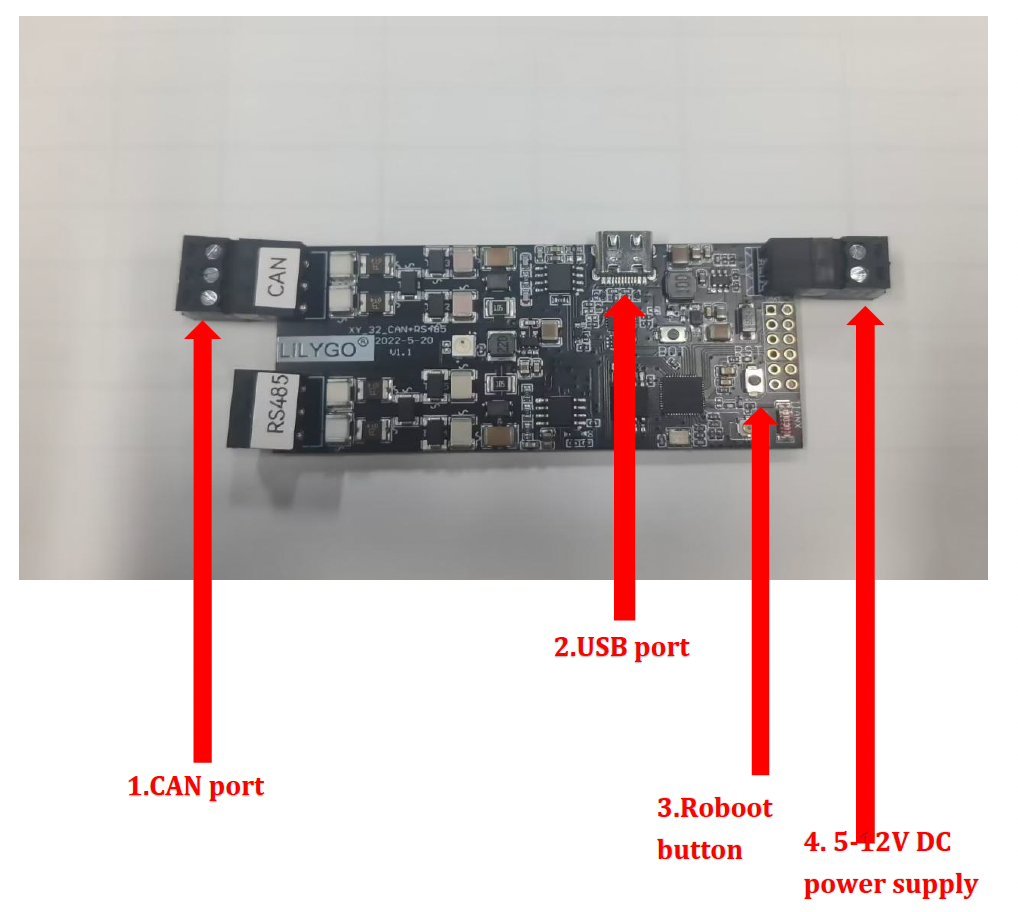 CAN
XY_32_CAN+RS485
LILYGO®
2022-5-20
V1.1
RS485
2.USB port
1.CAN port
3.Roboot
button
4. 5-12V DC
power supply